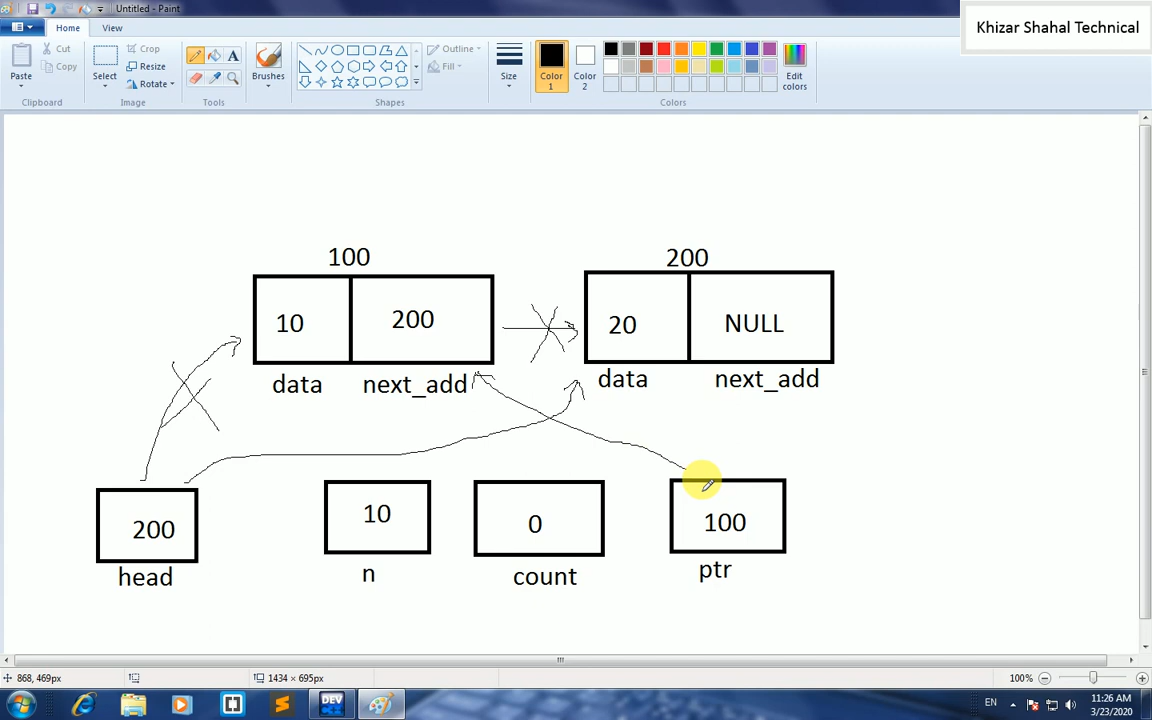 Untitled - Paint
Khizar Shahal Technical
Home View
Paste
Cut
Copy
Clipboard
Select
Crop
Resize
Rotate
Image
A
Tools
Brushes
Outline
Fill
Shapes
Size
Color 1
Color 2
Edit colors
Colors
100 200
10 200 20 NULL
data next_add data next_add
200 10 0 100
head n count ptr
868, 469px
1434 × 695px
100%
DEV
EN
11:26 AM
3/23/2020